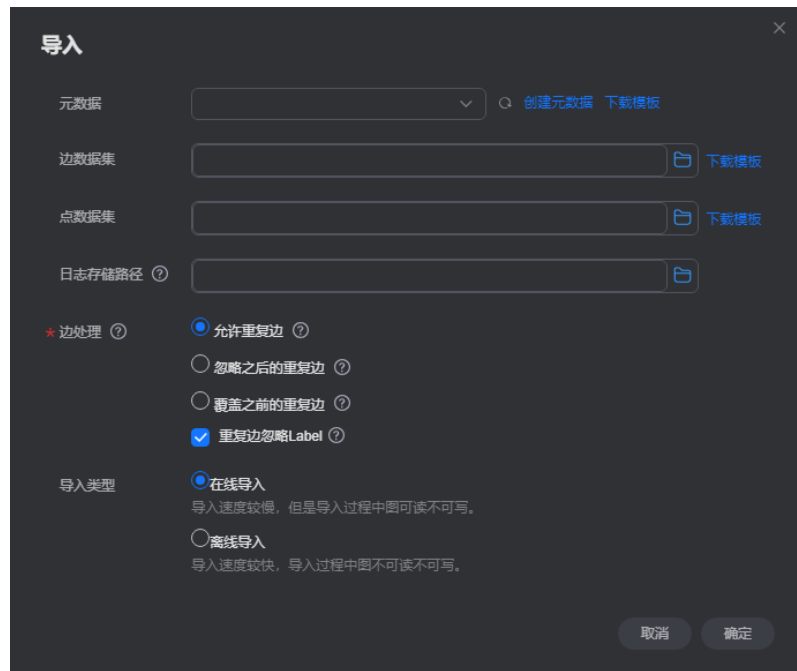 导入
元数据 创建元数据 下载模板
边数据集 下载模板
点数据集 下载模板
日志存储路径 ?
* 边处理 ? 允许重复边 ?
忽略之后的重复边 ?
覆盖之前的重复边 ?
重复边忽略Label ?
导入类型 在线导入
导入速度较慢，但是导入过程中图可读不可写。
离线导入
导入速度较快，导入过程中图不可读不可写。
取消 确定